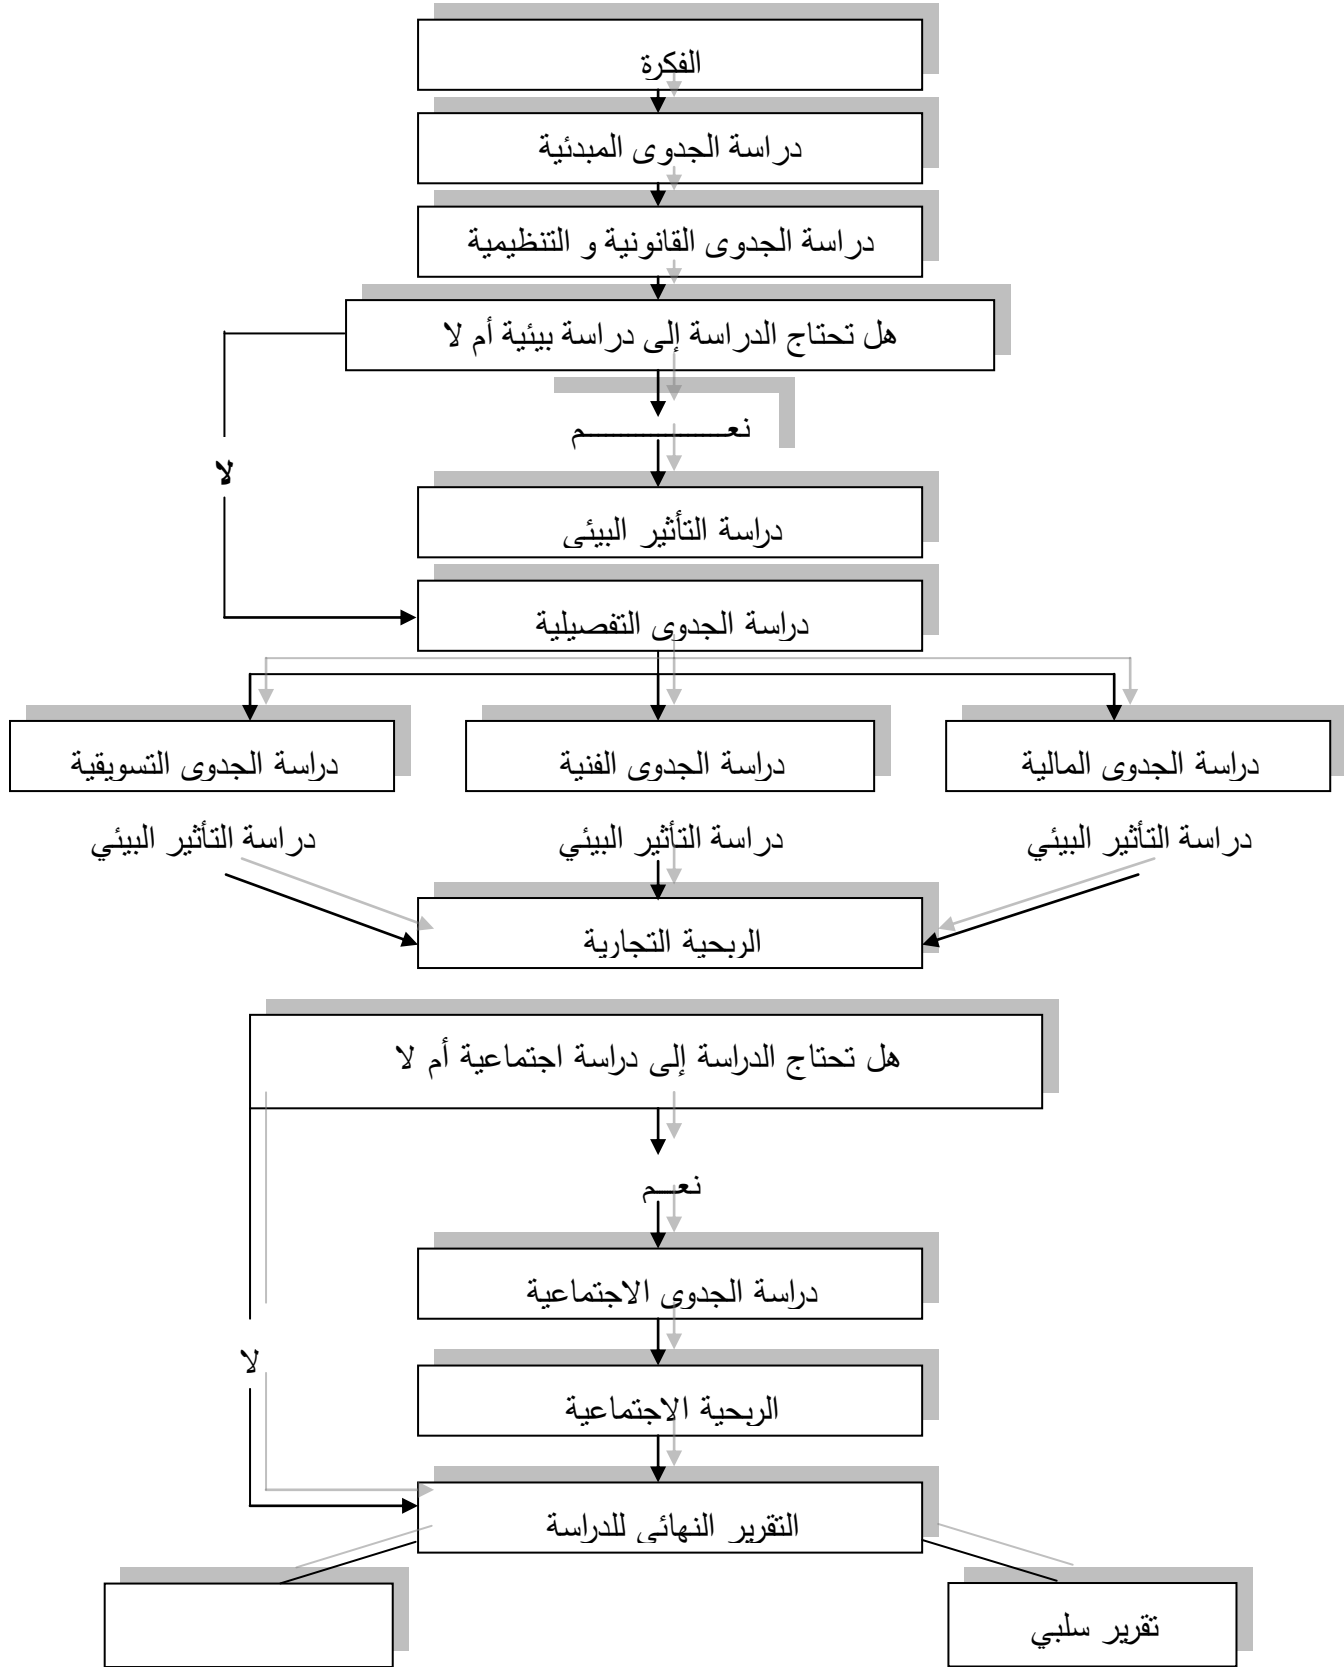 الفكرة
دراسة الجدوى المبدئية
دراسة الجدوى القانونية و التنظيمية
هل تحتاج الدراسة إلى دراسة بيئية أم لا
نعـــــــــــــــــم
لا
دراسة التأثير البيئي
دراسة الجدوى التفصيلية
دراسة الجدوى المالية
دراسة الجدوى الفنية
دراسة الجدوى التسويقية
دراسة التأثير البيئي
دراسة التأثير البيئي
دراسة التأثير البيئي
الربحية التجارية
هل تحتاج الدراسة إلى دراسة اجتماعية أم لا
نعـــم
دراسة الجدوى الاجتماعية
لا
الربحية الاجتماعية
التقرير النهائي للدراسة
تقرير سلبي